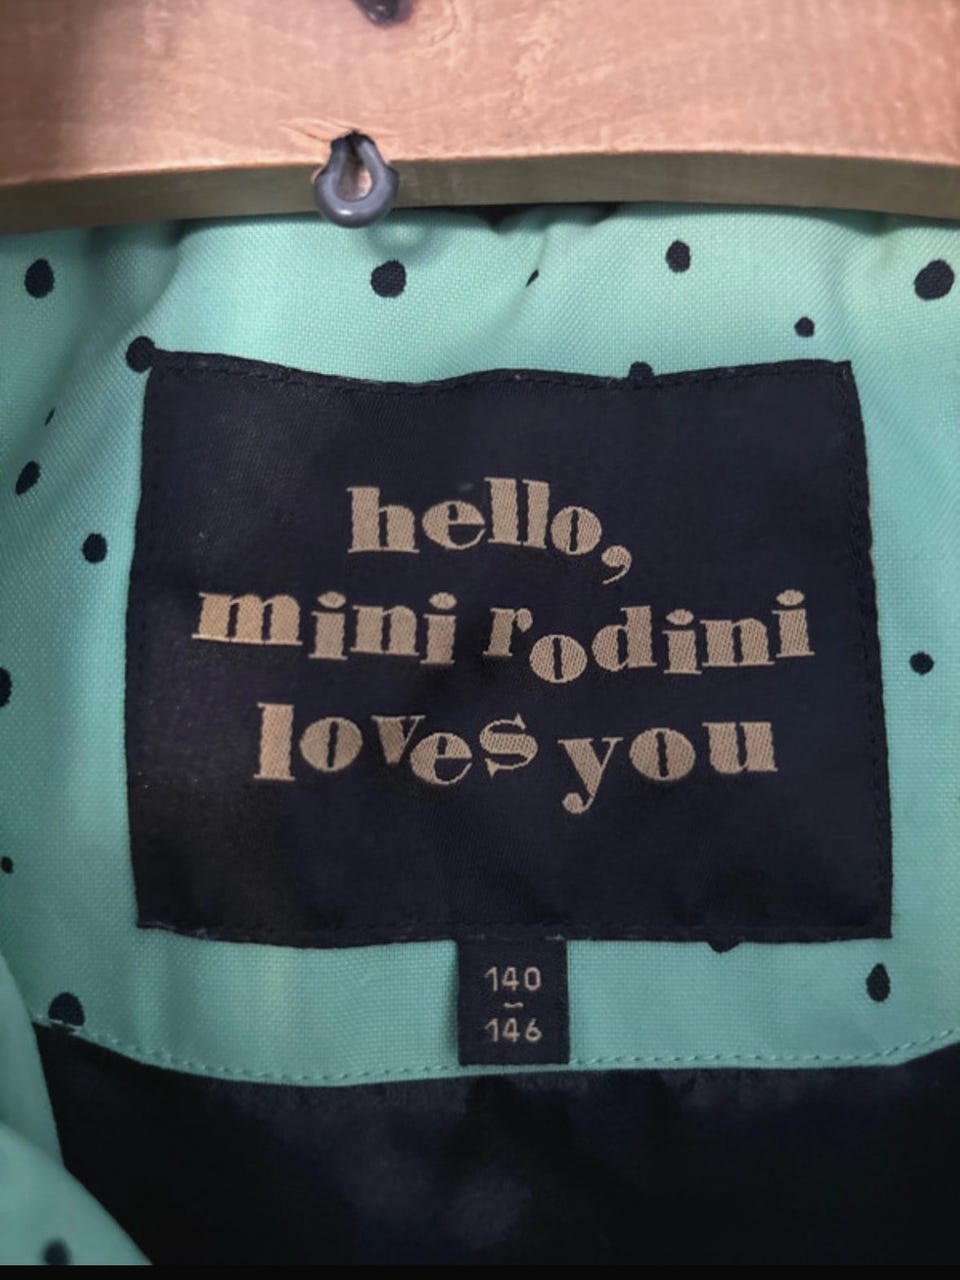 hello,
mini rodini
loves you
140
–
146